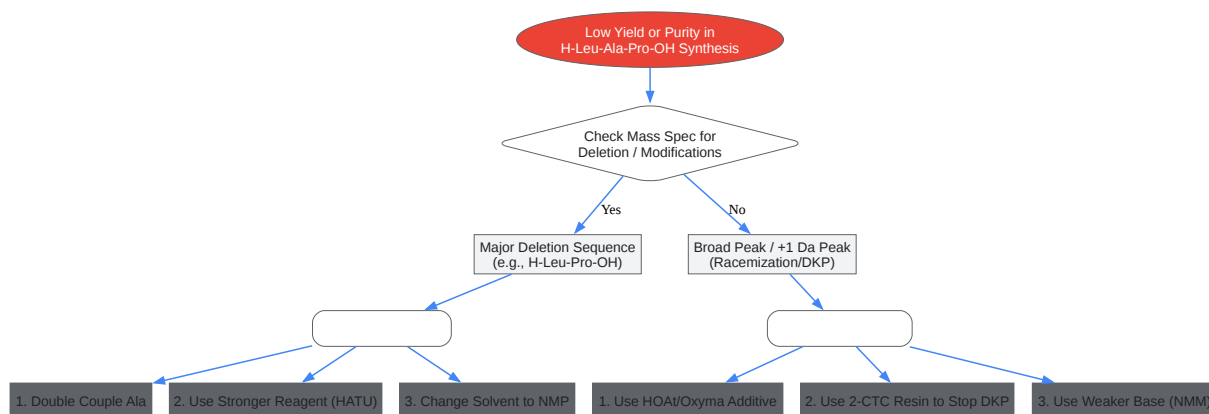 Low Yield or Purity in
H-Leu-Ala-Pro-OH Synthesis
Check Mass Spec for
Deletion / Modifications
Yes
No
Major Deletion Sequence
(e.g., H-Leu-Pro-OH)
Broad Peak / +1 Da Peak
(Racemization/DKP)
1. Double Couple Ala
2. Use Stronger Reagent (HATU)
3. Change Solvent to NMP
1. Use HOAt/Oxyma Additive
2. Use 2-CTC Resin to Stop DKP
3. Use Weaker Base (NMM)